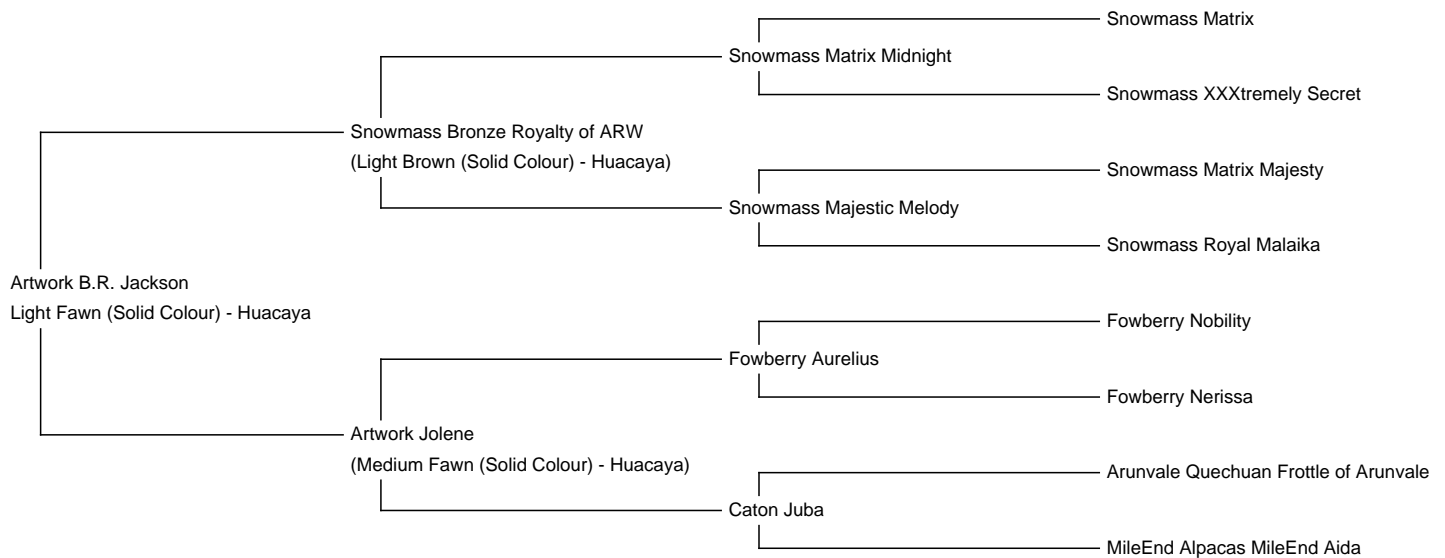 Snowmass Matrix
Snowmass Matrix Midnight
Snowmass XXXtremely Secret
Snowmass Bronze Royalty of ARW
(Light Brown (Solid Colour) - Huacaya)
Snowmass Matrix Majesty
Snowmass Majestic Melody
Snowmass Royal Malaika
Artwork B.R. Jackson
Light Fawn (Solid Colour) - Huacaya
Fowberry Nobility
Fowberry Aurelius
Fowberry Nerissa
Artwork Jolene
(Medium Fawn (Solid Colour) - Huacaya)
Arunvale Quechuan Frottle of Arunvale
Caton Juba
MileEnd Alpacas MileEnd Aida